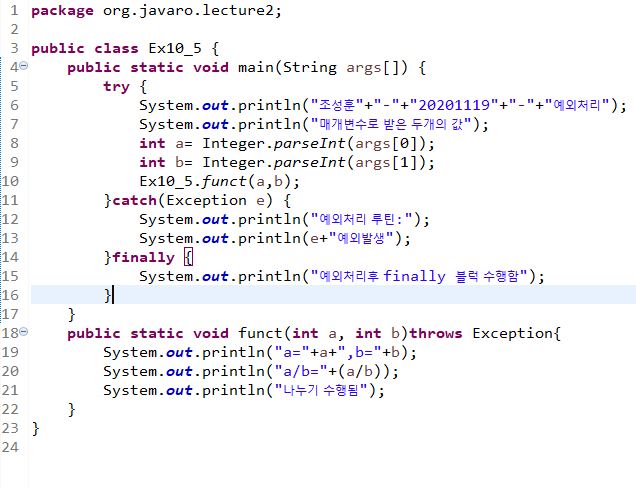 1 package org.javaro.lecture2;
2
3 public class Ex10_5 {
4     public static void main(String args[]) {
5         try {
6             System.out.println("조성훈"+"-"+"20201119"+"-"+"예외처리");
7             System.out.println("매개변수로 받은 두개의 값");
8             int a= Integer.parseInt(args[0]);
9             int b= Integer.parseInt(args[1]);
10             Ex10_5.funct(a,b);
11         }catch(Exception e) {
12             System.out.println("예외처리 루틴:");
13             System.out.println(e+"예외발생");
14         }finally {
15             System.out.println("예외처리후 finally 블럭 수행함");
16         }
17     }
18     public static void funct(int a, int b)throws Exception{
19         System.out.println("a="+a+",b="+b);
20         System.out.println("a/b="+(a/b));
21         System.out.println("나누기 수행됨");
22     }
23 }
24